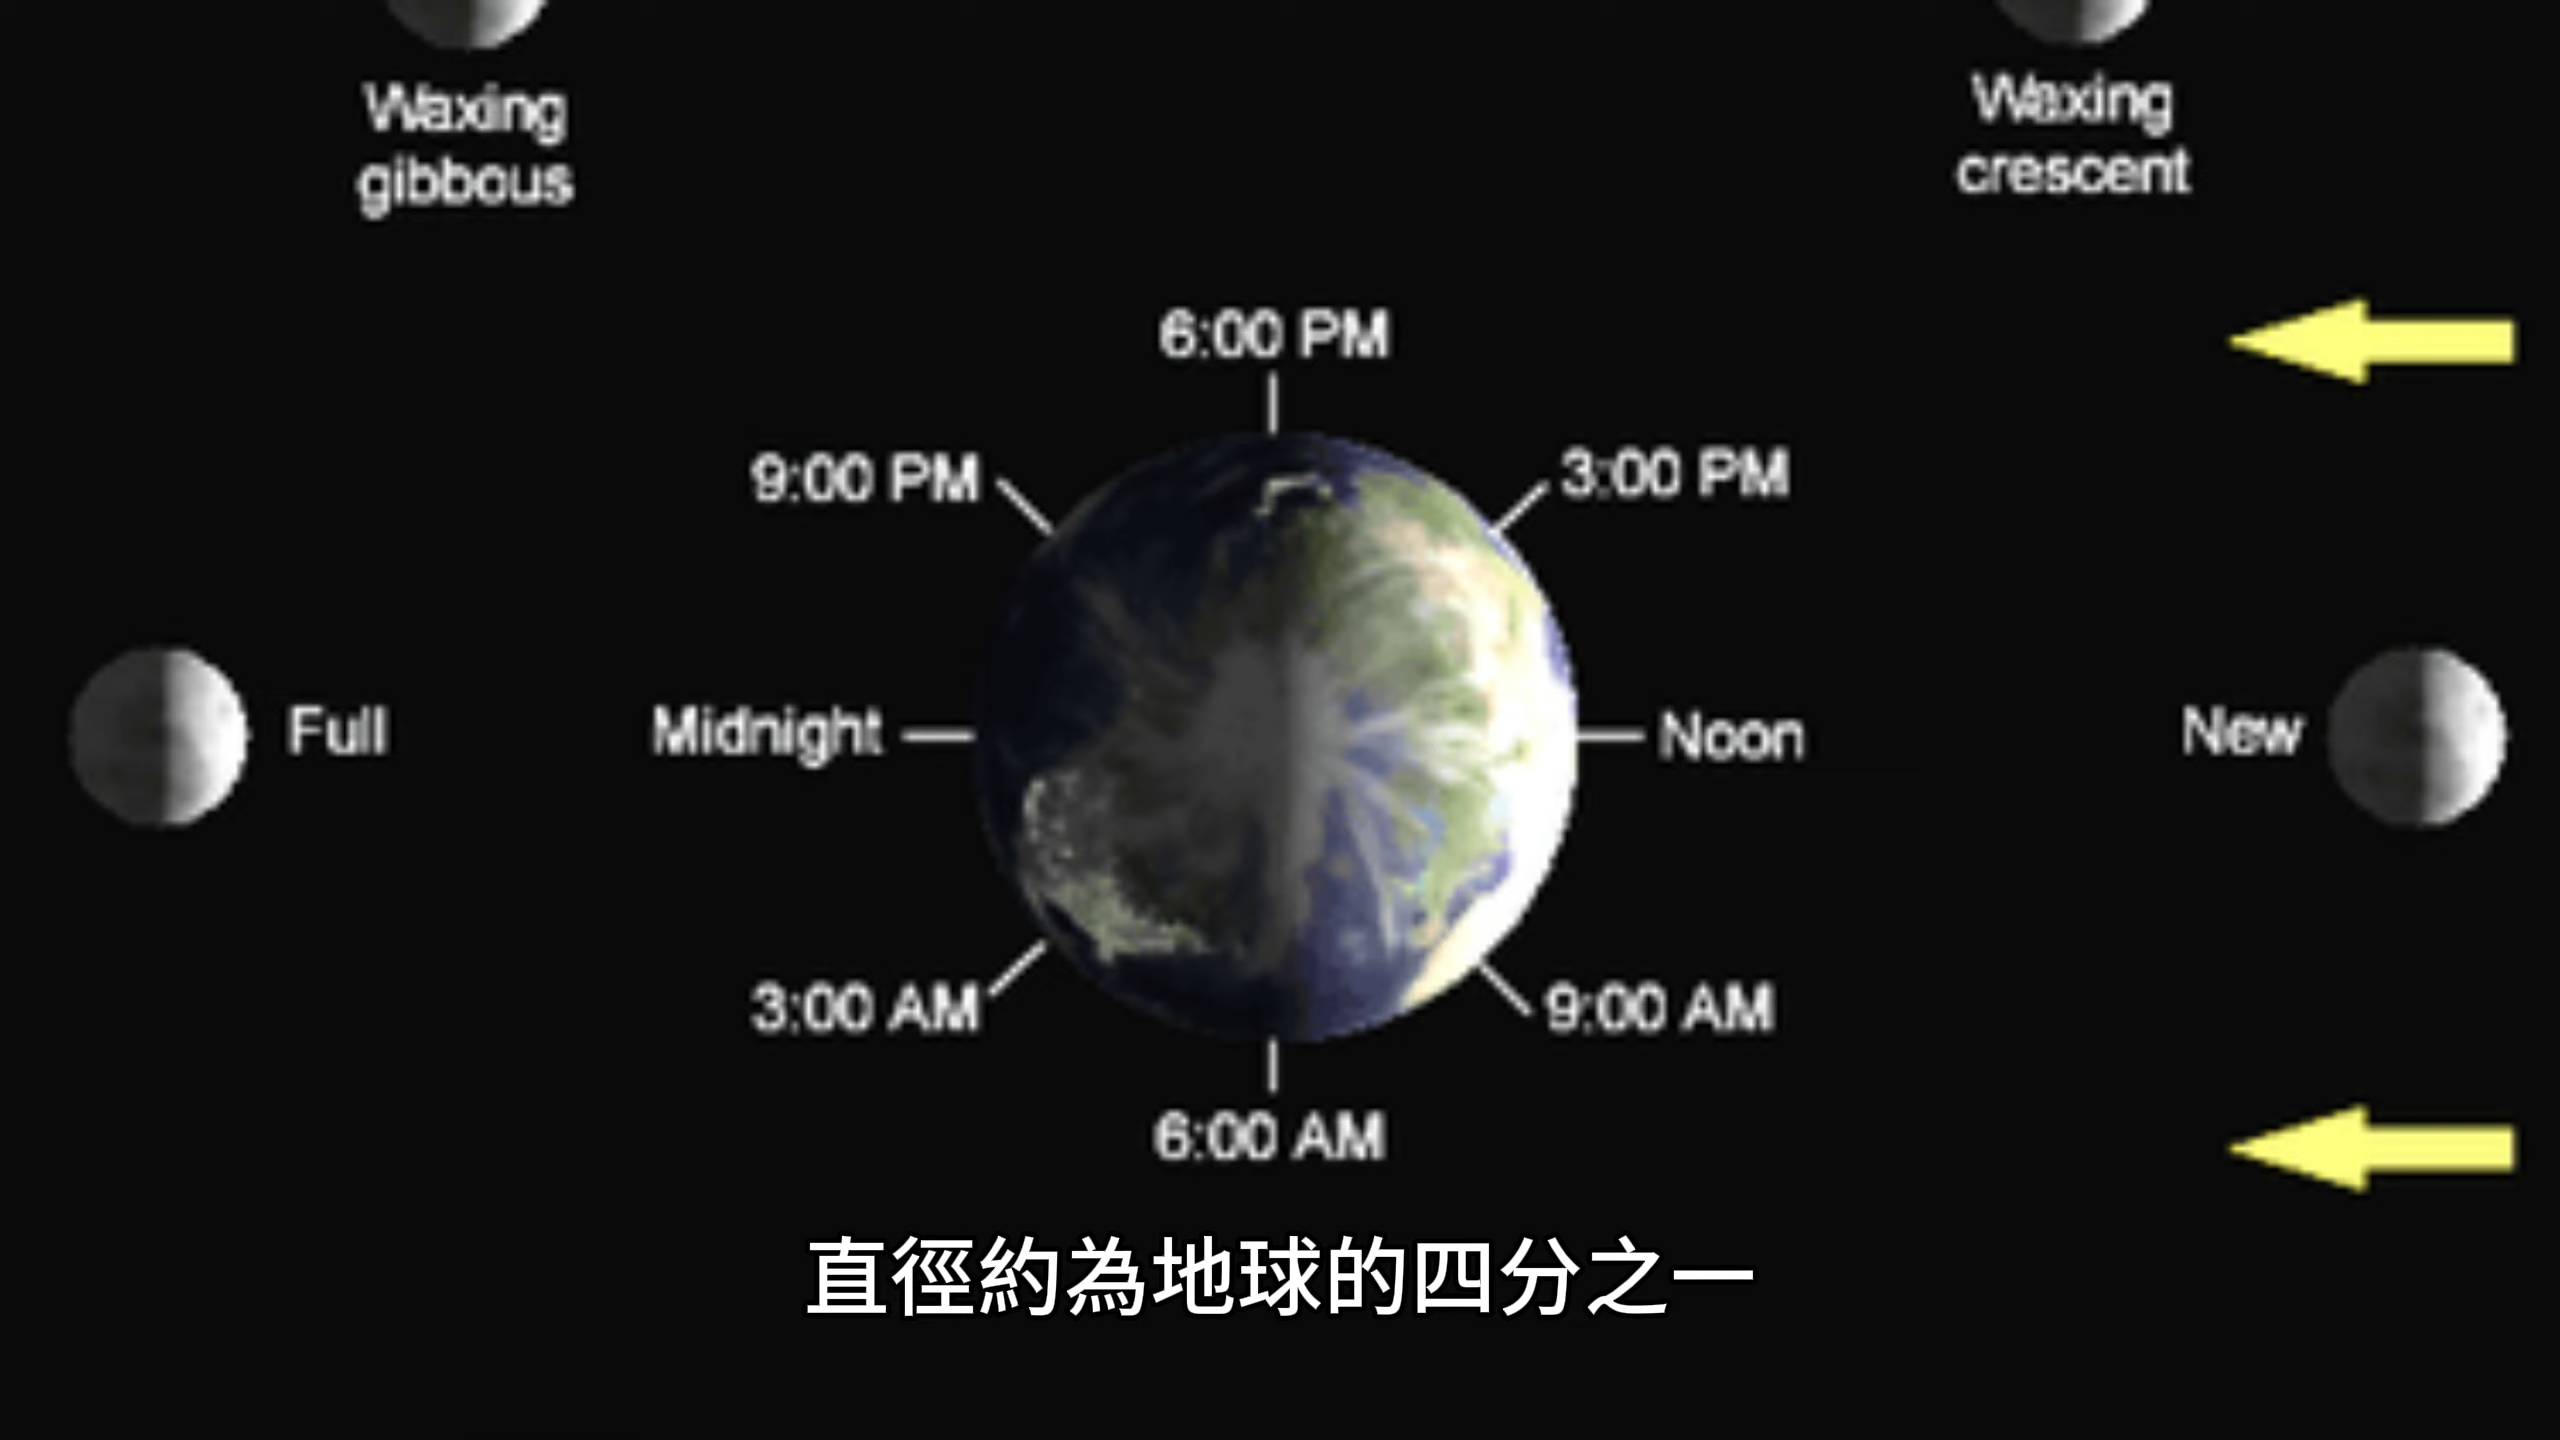 Waxing
gibbous
Waxing
crescent
6:00 PM
9:00 PM
3:00 PM
Full
Midnight
Noon
New
3:00 AM
9:00 AM
6:00 AM
直徑約為地球的四分之一